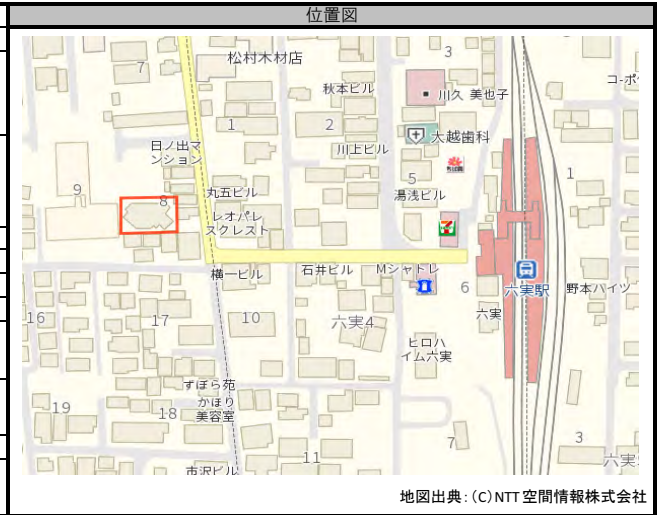 位置図
松村木材店
3
7
コーポ
秋本ビル
川久 美也子
1
2
大越歯科
日ノ出マ
ンション
川上ビル
1
9
8
丸五ビル
5
湯浅ビル
レオパレ
スクレスト
7
横一ビル
石井ビル
Mシャトレ
6
六実駅
野本ハイツ
16
17
10
六実4
六実
ヒロハ
イム六実
ずぼら苑
かほり
美容室
19
18
7
3
市沢ビル
11
六実
地図出典:(C)NTT空間情報株式会社